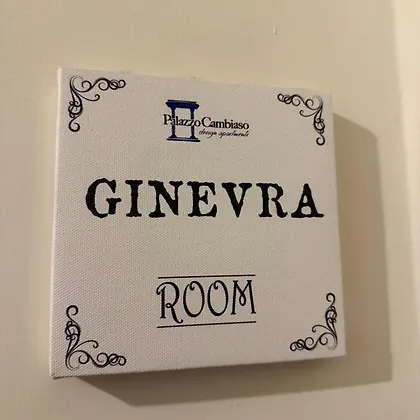 Palazzo Cambiaso
design apartments
GINEVRA
ROOM